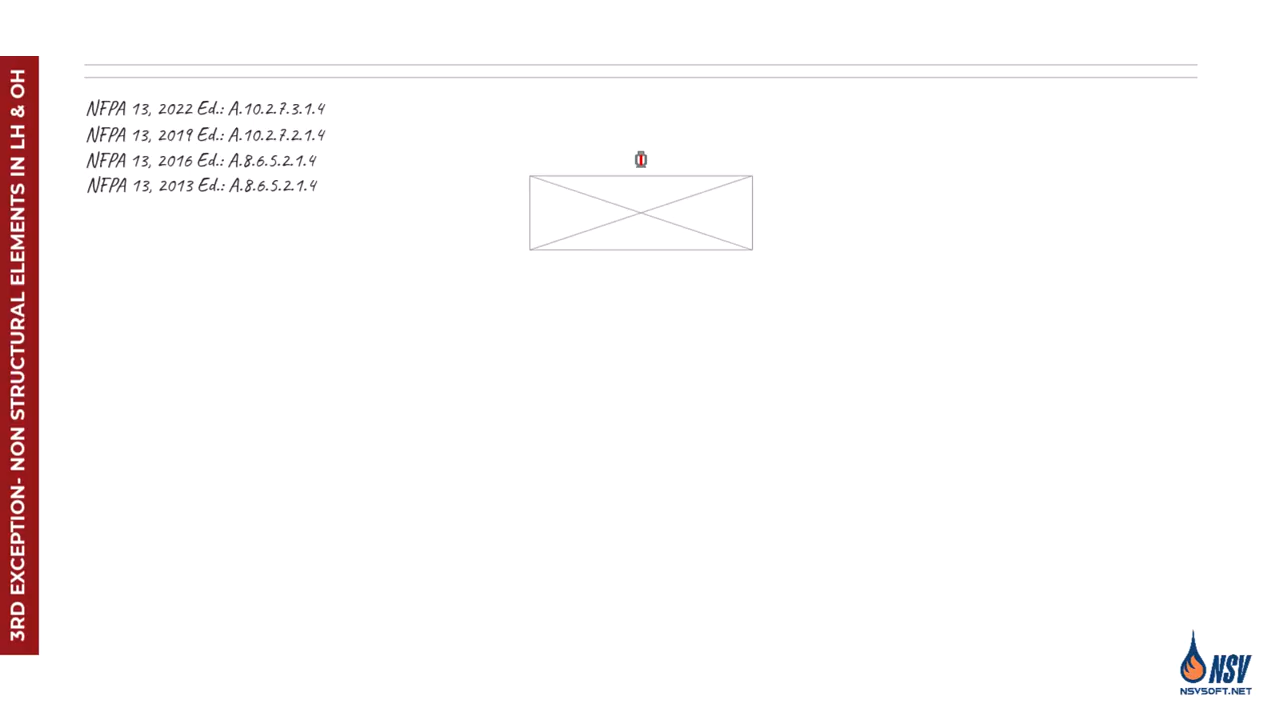 3RD EXCEPTION- NON STRUCTURAL ELEMENTS IN LH & OH
NFPA 13, 2022 Ed.: A.10.2.7.3.1.4
NFPA 13, 2019 Ed.: A.10.2.7.2.1.4
NFPA 13, 2016 Ed.: A.8.6.5.2.1.4
NFPA 13, 2013 Ed.: A.8.6.5.2.1.4
NSV
NSVSOFT.NET